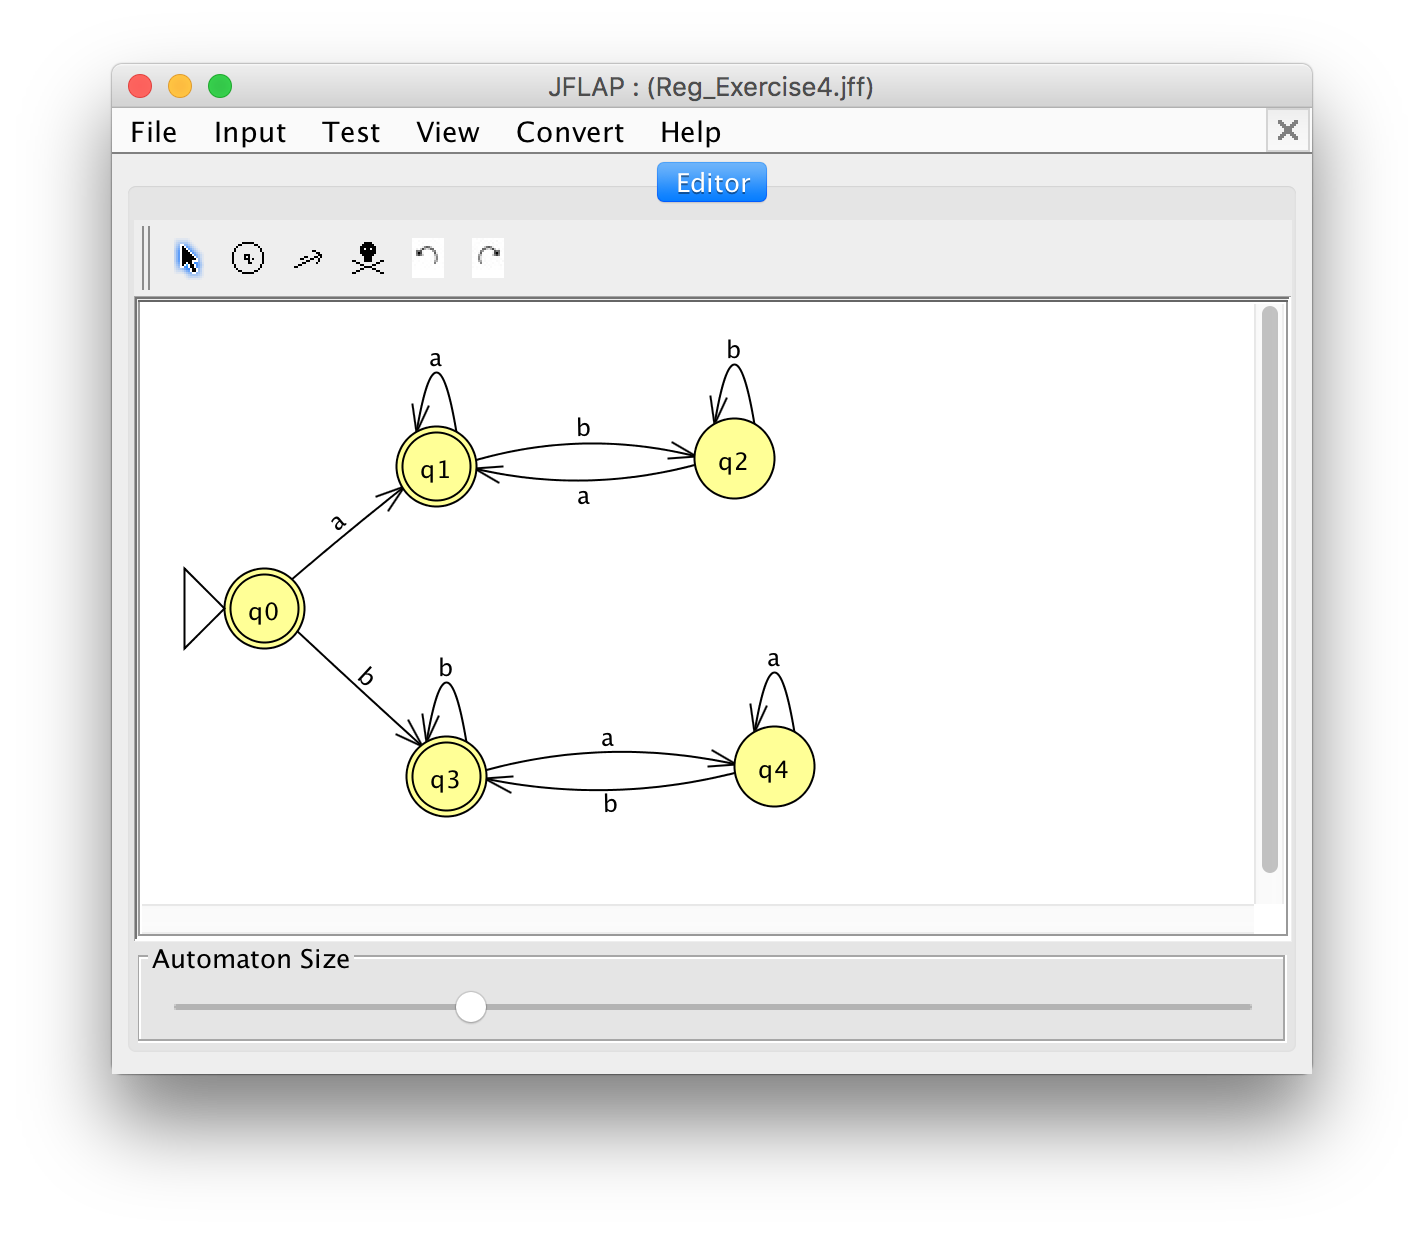 JFLAP : (Reg_Exercise4.jff)
File Input Test View Convert Help
Editor
q
a
b
q1
b
q2
a
a
q0
b
b
a
q3
a
q4
b
Automaton Size